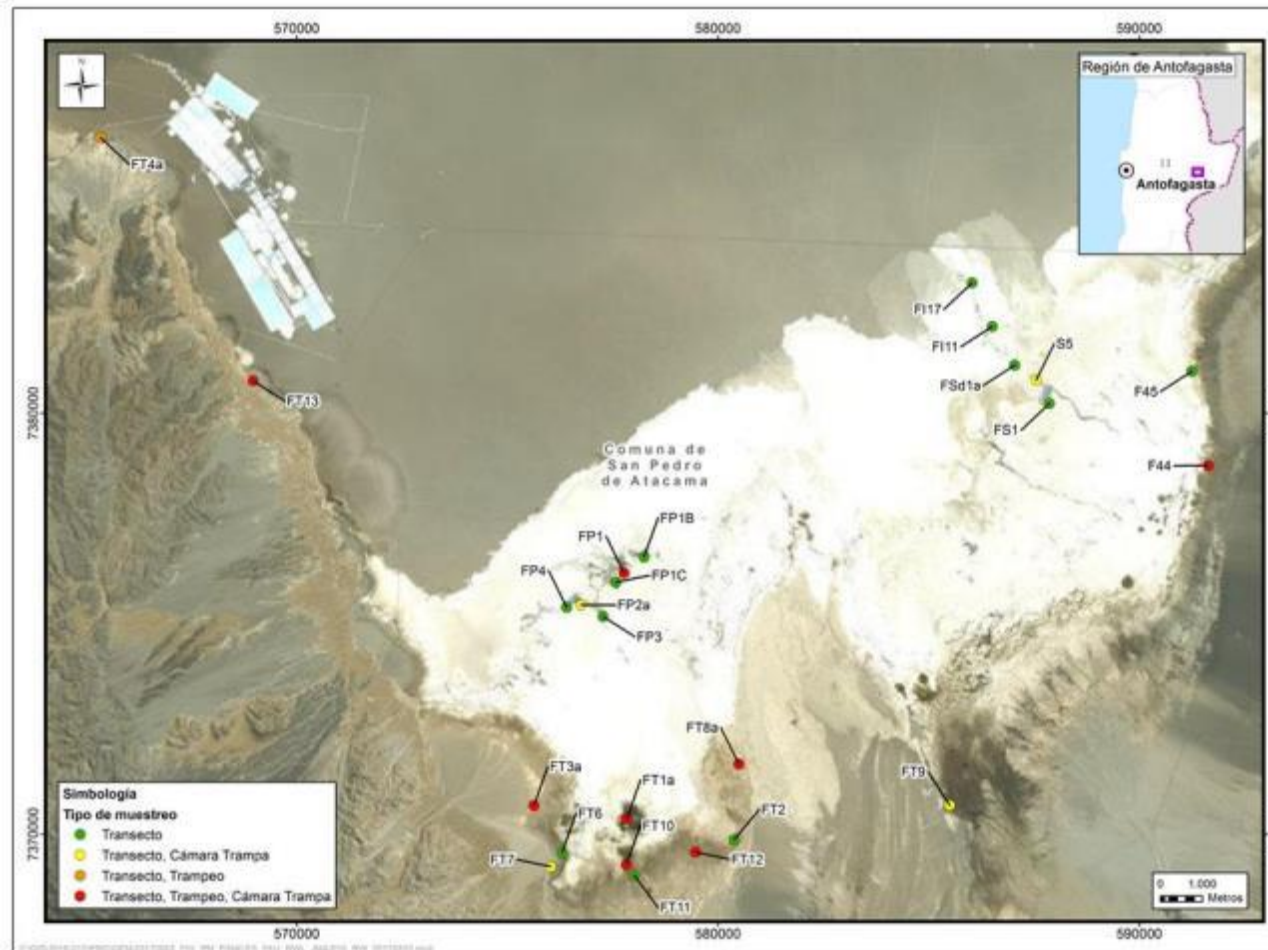 570000
580000
590000
N
Región de Antofagasta
II
Antofagasta
FT4a
FI17
FI11
S5
FSd1a
F45
FT13
FS1
7380000
7380000
Comuna de
San Pedro
de Atacama
F44
FP1B
FP1
FP1C
FP4
FP2a
FP3
FT8a
FT3a
FT1a
FT9
FT6
FT10
FT2
7370000
7370000
FT7
FT12
FT11
Simbología
Tipo de muestreo
Transecto
Transecto, Cámara Trampa
Transecto, Trampeo
Transecto, Trampeo, Cámara Trampa
0 1.000
Metros
570000
580000
590000